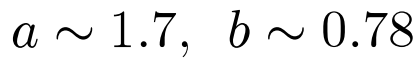 a ∼ 1.7, b ∼ 0.78